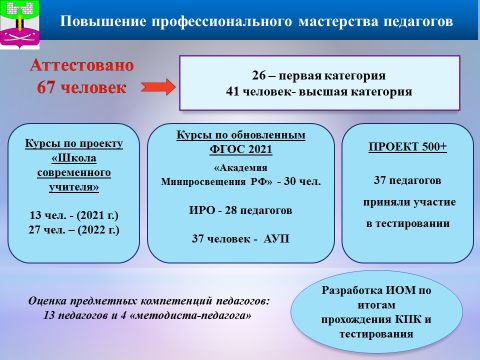 Повышение профессионального мастерства педагогов
Аттестовано
67 человек
26 – первая категория
41 человек- высшая категория
Курсы по проекту
«Школа
современного
учителя»
13 чел. - (2021 г.)
27 чел. – (2022 г.)
Курсы по обновленным
ФГОС 2021
«Академия
Минпросвещения РФ» - 30 чел.
ИРО - 28 педагогов
37 человек - АУП
ПРОЕКТ 500+
37 педагогов
приняли участие
в тестировании
Оценка предметных компетенций педагогов:
13 педагогов и 4 «методиста-педагога»
Разработка ИОМ по
итогам
прохождения КПК и
тестирования